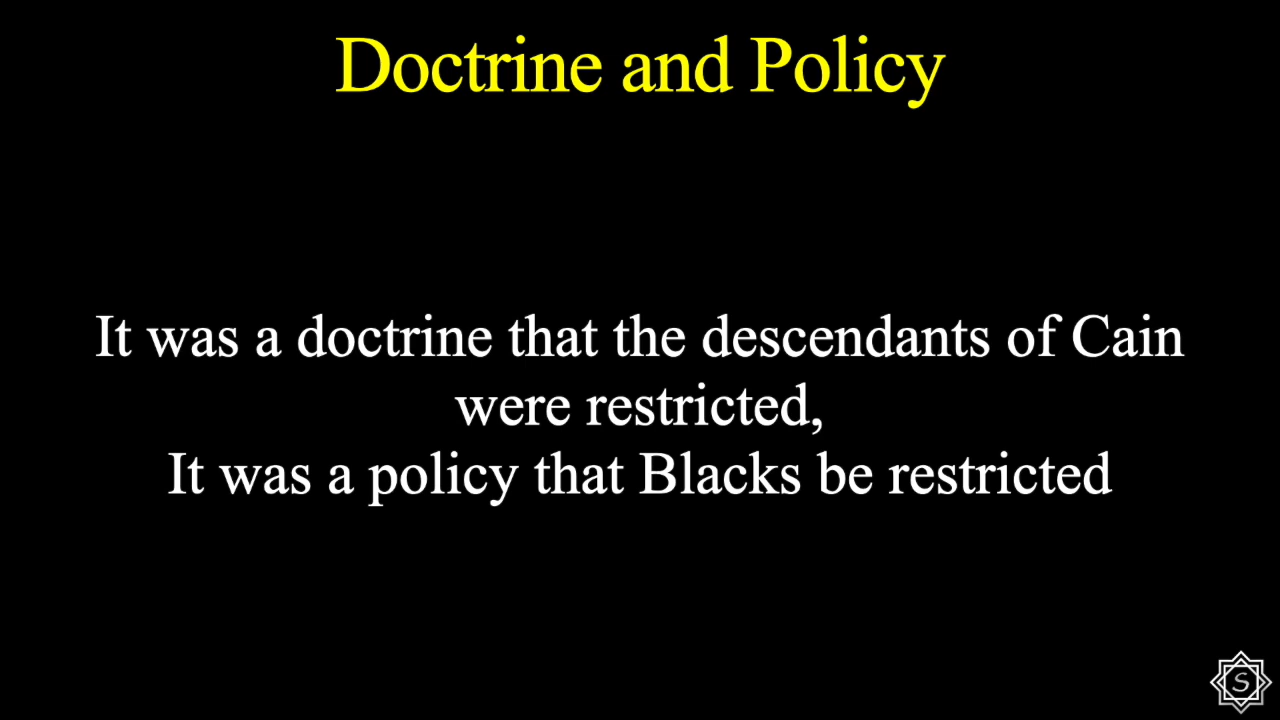 Doctrine and Policy
It was a doctrine that the descendants of Cain
were restricted,
It was a policy that Blacks be restricted
S